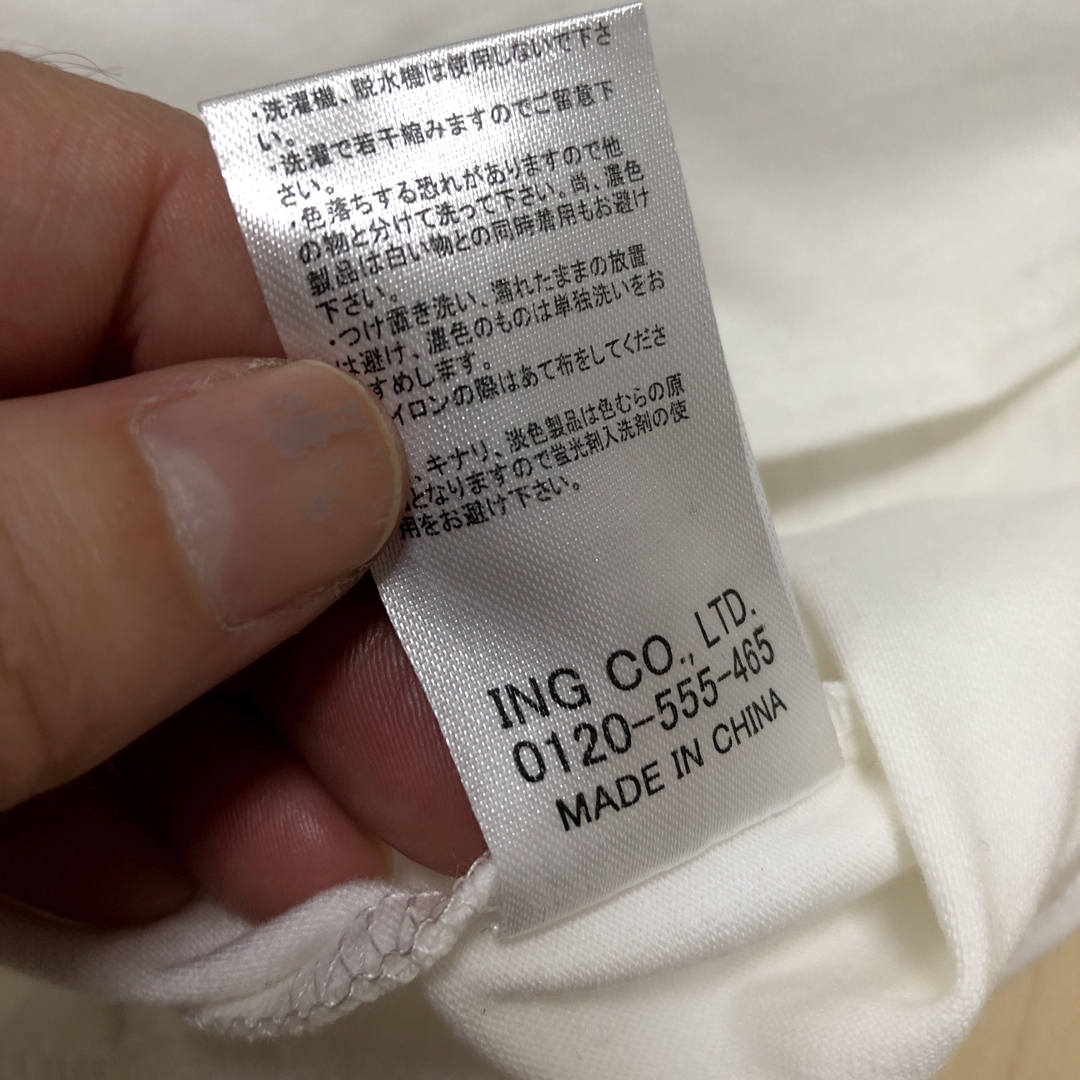 ・洗濯機、脱水機は使用しないで下さ
い。
・洗濯で若干縮みますのでご留意下
さい。
・色落ちする恐れがありますので他
の物と分けて洗って下さい。尚、濃色
製品は白い物との同時着用もお避け
下さい。
・つけ置き洗い、濡れたままの放置
は避け、濃色のものは単独洗いをお
すすめします。
イロンの際はあて布をしてくださ
、キナリ、淡色製品は色むらの原
となりますので蛍光剤入洗剤の使
用をお避け下さい。
ING CO., LTD.
0120-555-465
MADE IN CHINA